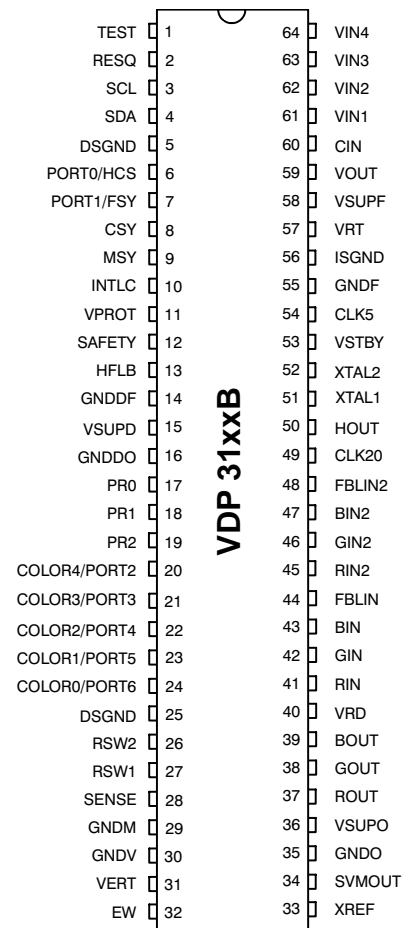 TEST 1 64 VIN4
RESQ 2 63 VIN3
SCL 3 62 VIN2
SDA 4 61 VIN1
DSGND 5 60 CIN
PORT0/HCS 6 59 VOUT
PORT1/FSY 7 58 VSUPF
CSY 8 57 VRT
MSY 9 56 ISGND
INTLC 10 55 GNDF
VPROT 11 54 CLK5
SAFETY 12 53 VSTBY
HFLB 13 52 XTAL2
GNDDF 14 51 XTAL1
VSUPD 15 50 HOUT
GNDDO 16 49 CLK20
PR0 17 48 FBLIN2
PR1 18 47 BIN2
PR2 19 46 GIN2
COLOR4/PORT2 20 45 RIN2
COLOR3/PORT3 21 44 FBLIN
COLOR2/PORT4 22 43 BIN
COLOR1/PORT5 23 42 GIN
COLOR0/PORT6 24 41 RIN
DSGND 25 40 VRD
RSW2 26 39 BOUT
RSW1 27 38 GOUT
SENSE 28 37 ROUT
GNDM 29 36 VSUPO
GNDV 30 35 GNDO
VERT 31 34 SVMOUT
EW 32 33 XREF
VDP 31xxB